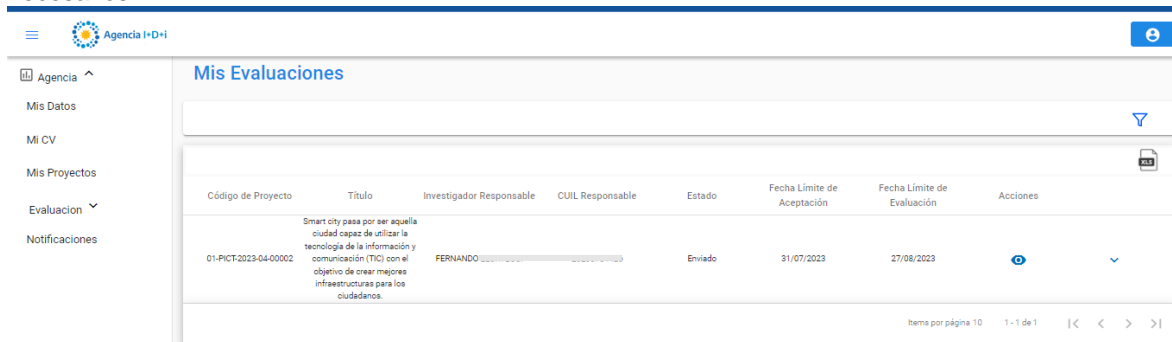 Agencia I+D+i
Agencia
Mis Datos
Mi CV
Mis Proyectos
Evaluacion
Notificaciones
Mis Evaluaciones
XLS
Código de Proyecto Título Investigador Responsable CUIL Responsable Estado Fecha Límite de Aceptación Fecha Límite de Evaluación Acciones
01-PICT-2023-04-00002
Smart city pasa por ser aquella
ciudad capaz de utilizar la
tecnología de la información y
comunicación (TIC) con el
objetivo de crear mejores
infraestructuras para los
ciudadanos.
FERNANDO
Enviado
31/07/2023
27/08/2023
Items por página 10 1 - 1 de 1